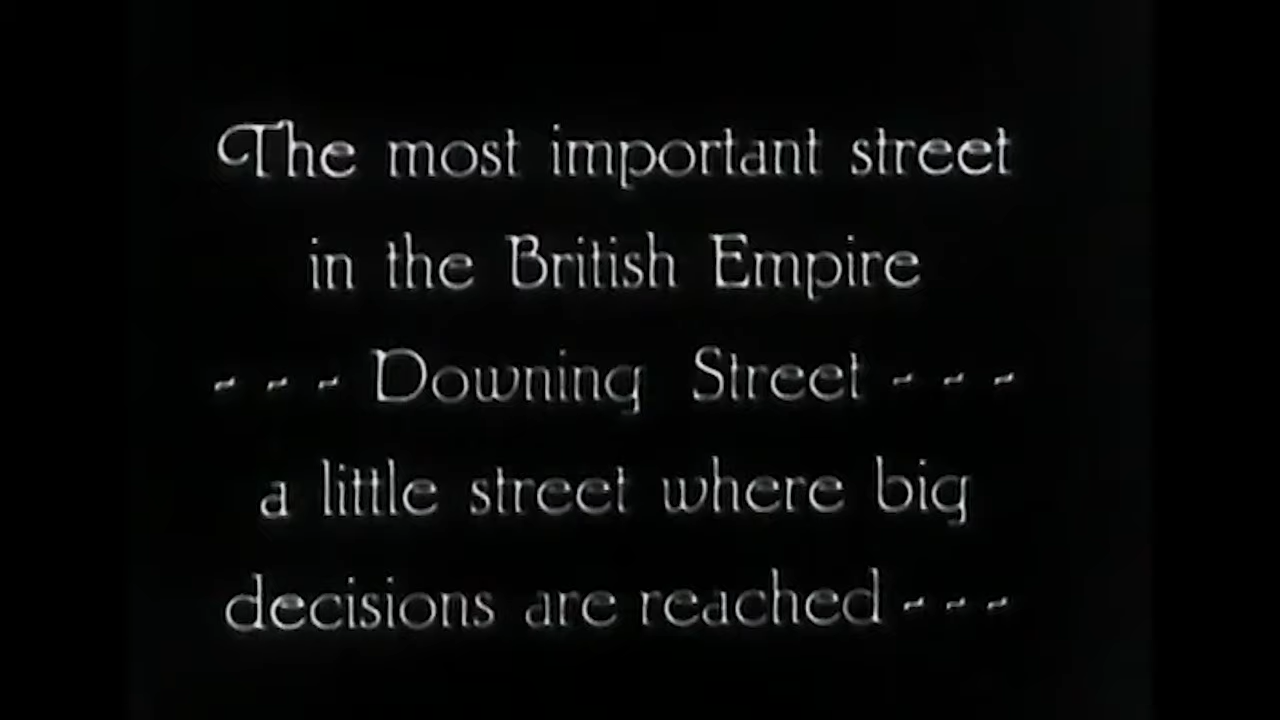 The most important street
in the British Empire
--- Downing Street ---
a little street where big
decisions are reached ---